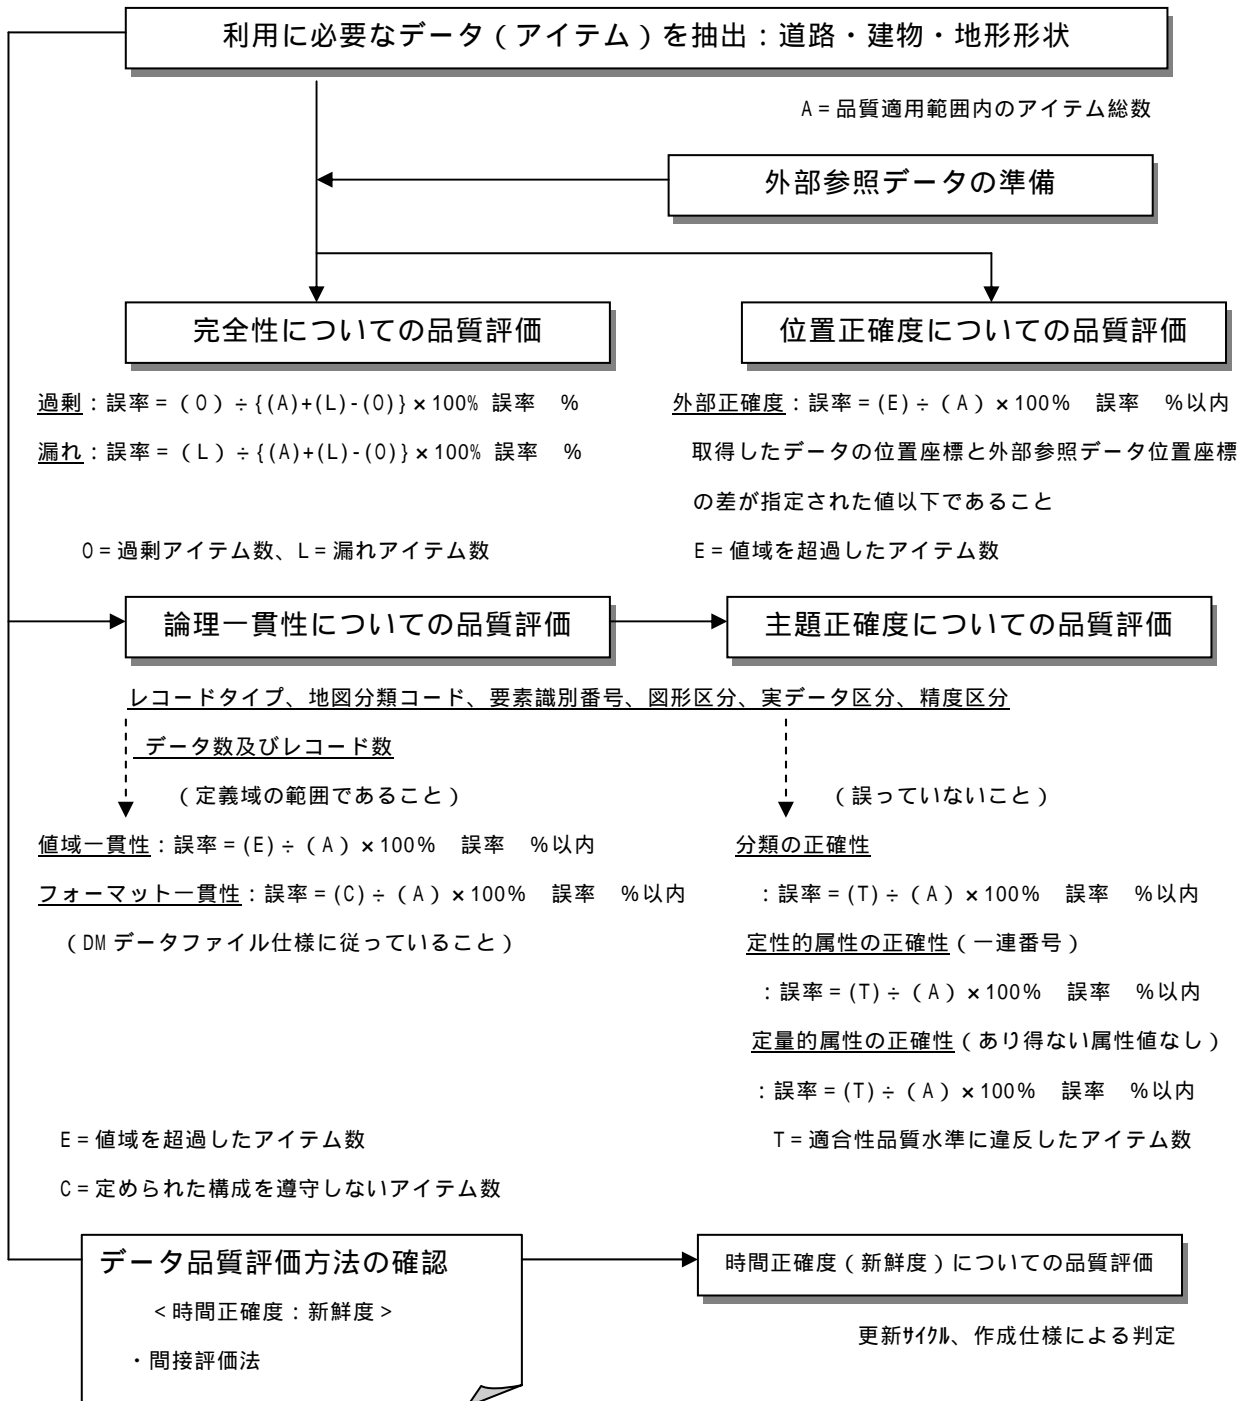 利用に必要なデータ（アイテム）を抽出：道路・建物・地形形状
A=品質適用範囲内のアイテム総数
外部参照データの準備
完全性についての品質評価
過剰：誤率=（O）÷{(A)+(L)-(O)}×100% 誤率　%
漏れ：誤率=（L）÷{(A)+(L)-(O)}×100% 誤率　%
O=過剰アイテム数、L=漏れアイテム数
位置正確度についての品質評価
外部正確度：誤率=(E)÷（A）×100%　誤率　%以内
取得したデータの位置座標と外部参照データ位置座標
の差が指定された値以下であること
E=値域を超過したアイテム数
論理一貫性についての品質評価
主題正確度についての品質評価
レコードタイプ、地図分類コード、要素識別番号、図形区分、実データ区分、精度区分
データ数及びレコード数
（定義域の範囲であること）
値域一貫性：誤率=(E)÷（A）×100%　誤率　%以内
フォーマット一貫性：誤率=(C)÷（A）×100%　誤率　%以内
（DMデータファイル仕様に従っていること）
E=値域を超過したアイテム数
C=定められた構成を遵守しないアイテム数
（誤っていないこと）
分類の正確性
：誤率=(T)÷（A）×100%　誤率　%以内
定性的属性の正確性（一連番号）
：誤率=(T)÷（A）×100%　誤率　%以内
定量的属性の正確性（あり得ない属性値なし）
：誤率=(T)÷（A）×100%　誤率　%以内
T=適合性品質水準に違反したアイテム数
データ品質評価方法の確認
<時間正確度：新鮮度>
・間接評価法
時間正確度（新鮮度）についての品質評価
更新ｻｲｸﾙ、作成仕様による判定